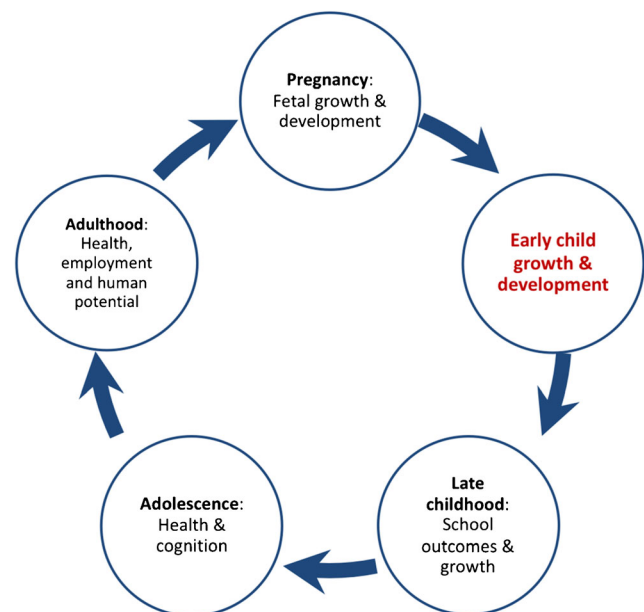 Pregnancy:
Fetal growth &
development
Early child
growth &
development
Late
childhood:
School
outcomes &
growth
Adolescence:
Health &
cognition
Adulthood:
Health,
employment
and human
potential